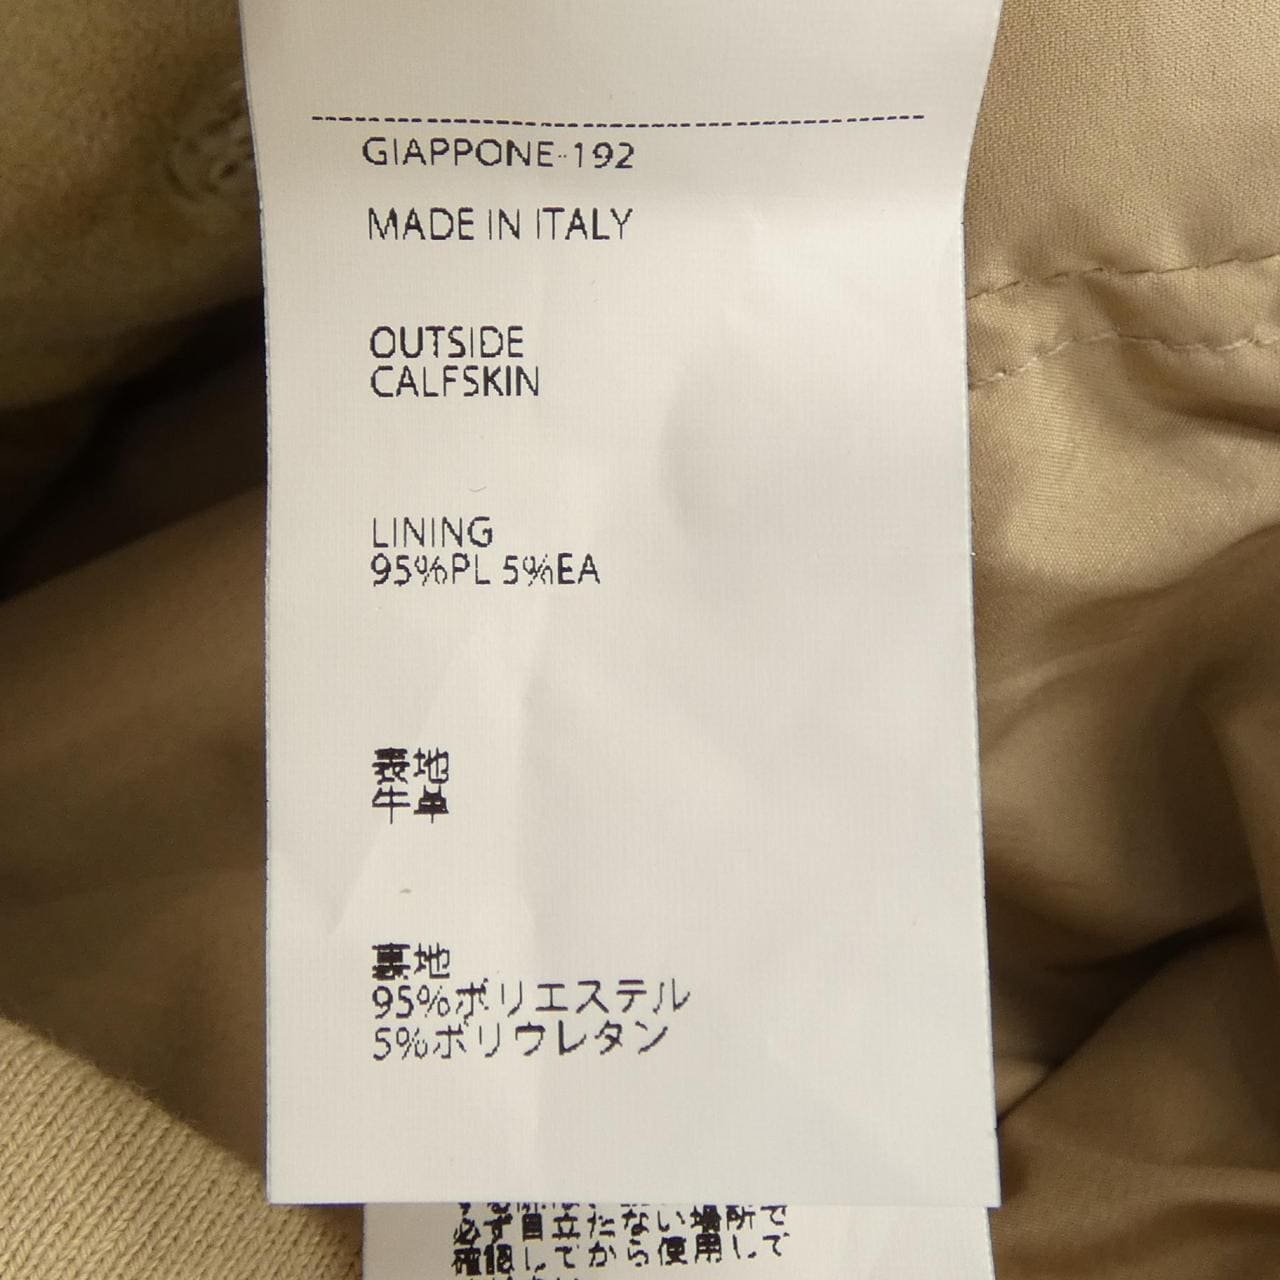 GIAPPONE-192
MADE IN ITALY
OUTSIDE
CALFSKIN
LINING
95%PL 5%EA
表地
牛革
裏地
95%ポリエステル
5%ポリウレタン
必ず目立たない場所で
確認してから使用して